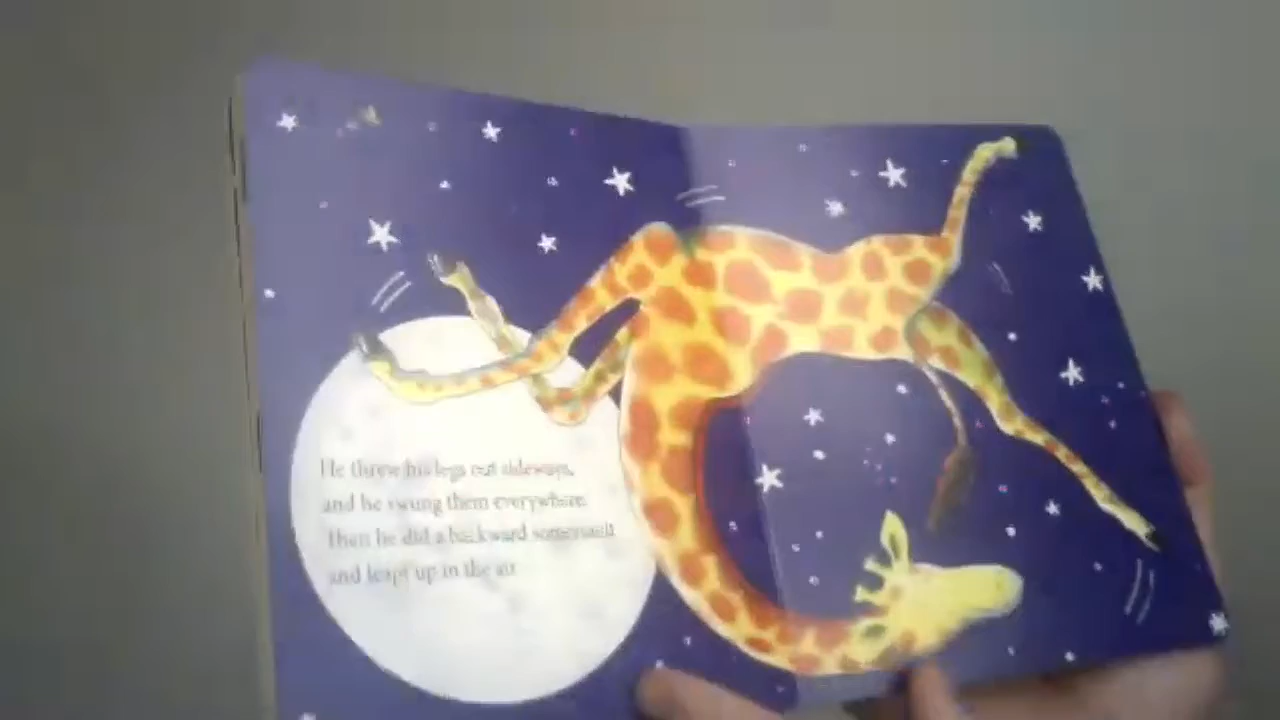 He threw his legs out sideways,
and he swung them everywhere.
Then he did a backward somersault
and leapt up in the air.